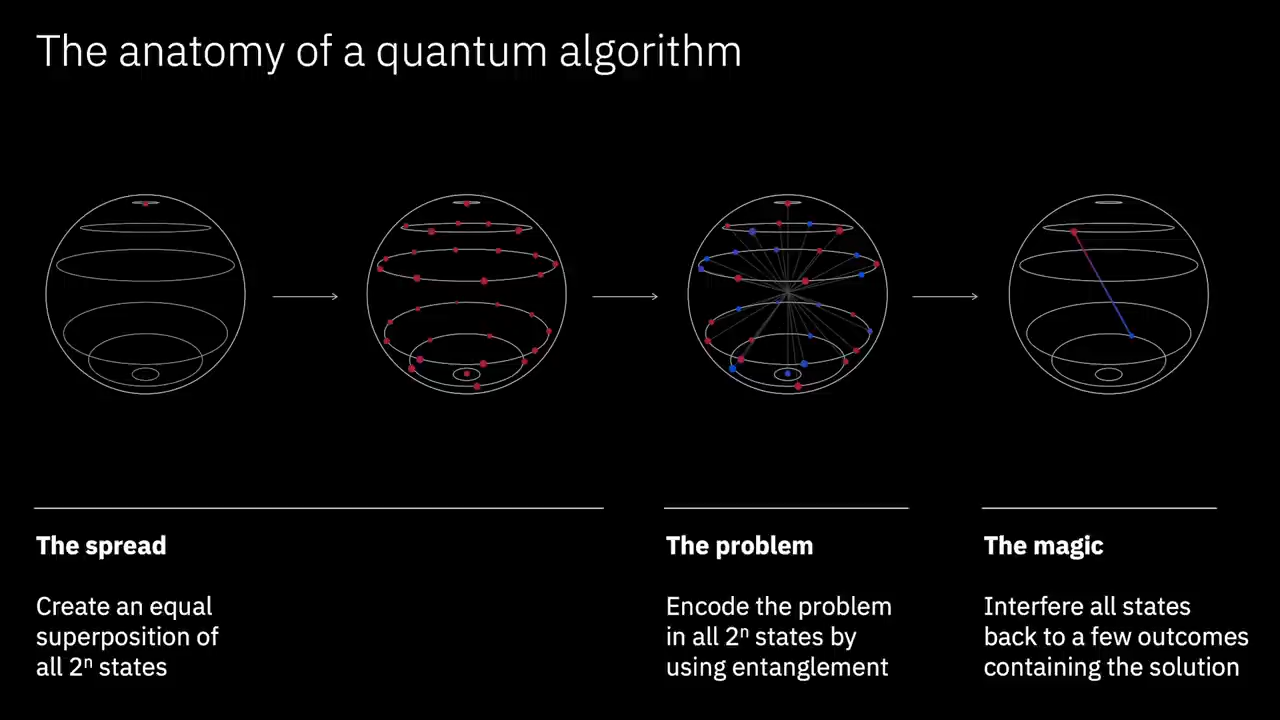 The anatomy of a quantum algorithm
The spread
Create an equal
superposition of
all 2ⁿ states
The problem
Encode the problem
in all 2ⁿ states by
using entanglement
The magic
Interfere all states
back to a few outcomes
containing the solution